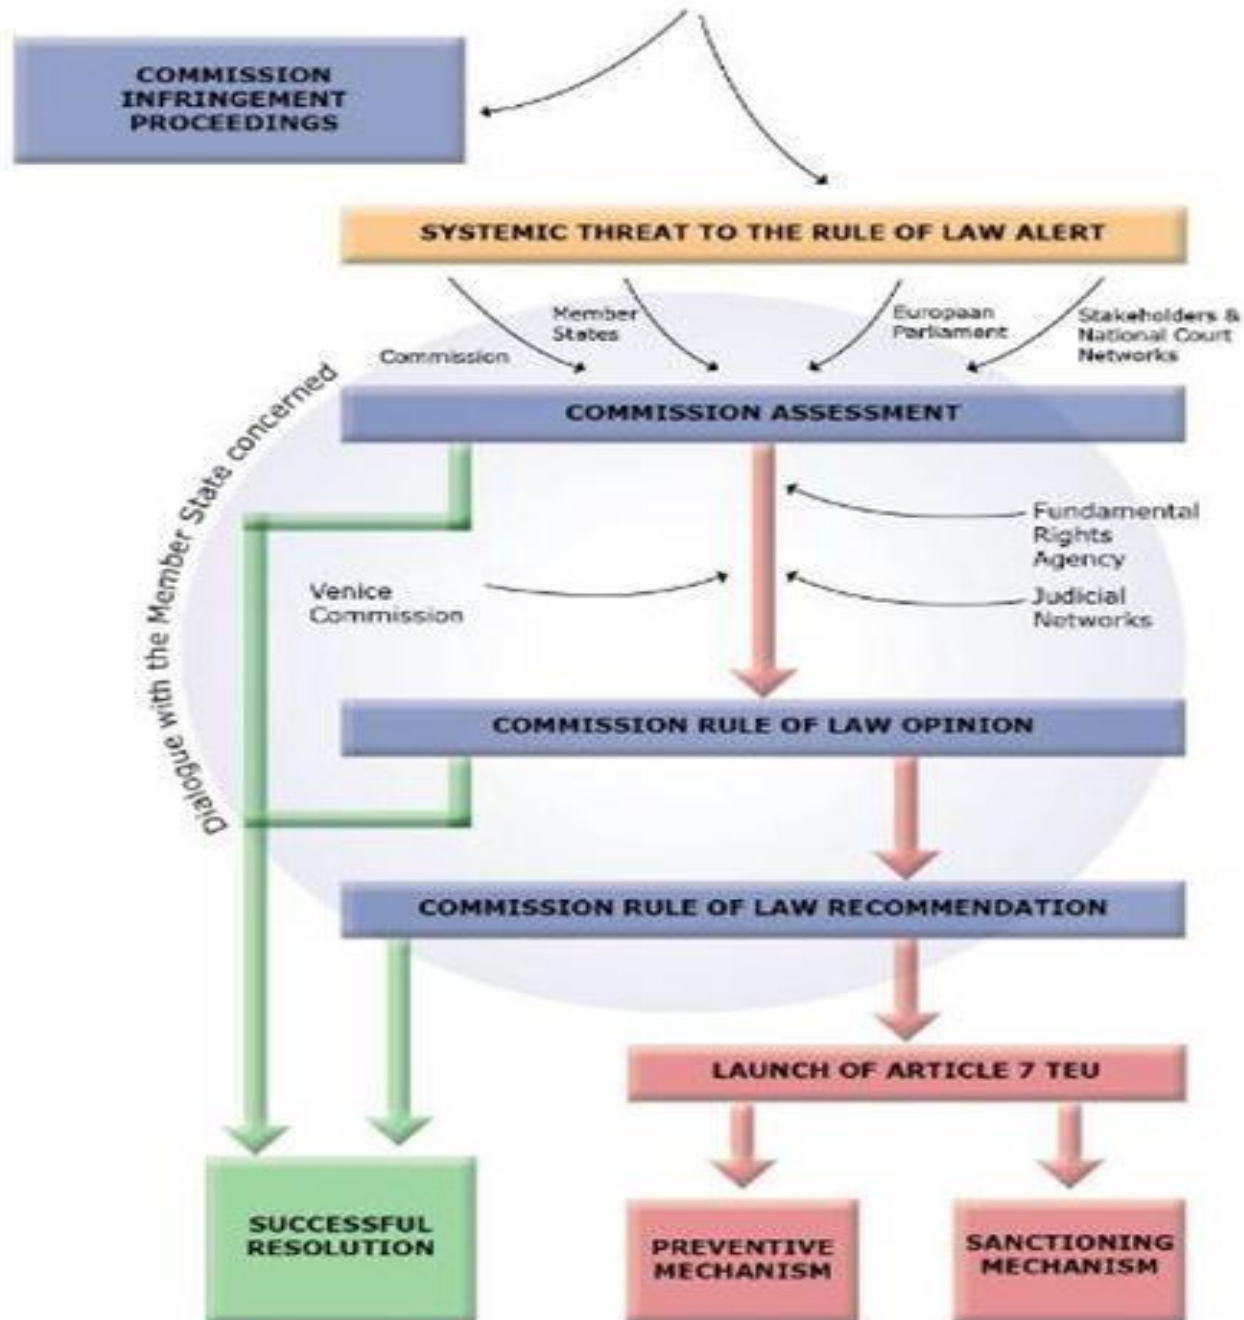 COMMISSION
INFRINGEMENT
PROCEEDINGS
SYSTEMIC THREAT TO THE RULE OF LAW ALERT
Commission
Member
States
Europaan
Parliament
Stakeholders &
National Court
Networks
Dialogue with the Member State concerned
COMMISSION ASSESSMENT
Fundamental
Rights
Agency
Venice
Commission
Judicial
Networks
COMMISSION RULE OF LAW OPINION
COMMISSION RULE OF LAW RECOMMENDATION
LAUNCH OF ARTICLE 7 TEU
SUCCESSFUL
RESOLUTION
PREVENTIVE
MECHANISM
SANCTIONING
MECHANISM